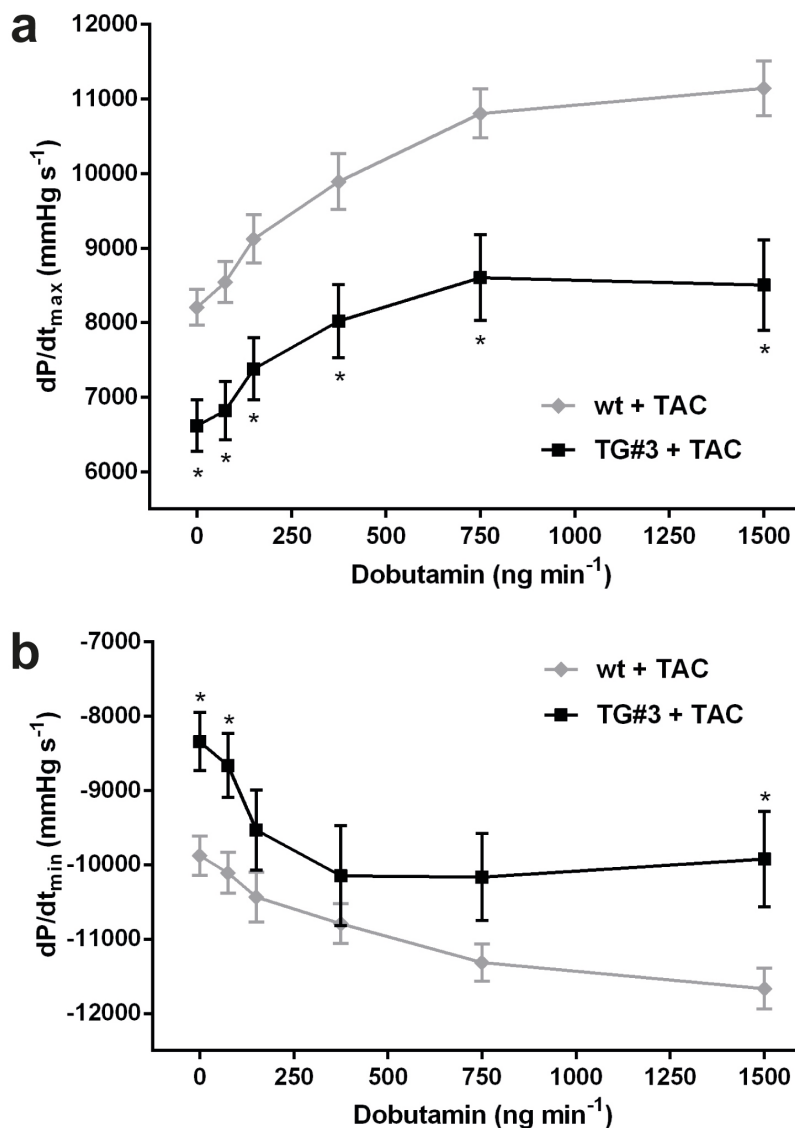 a
12000
11000
10000
9000
8000
7000
6000
dP/dtmax (mmHg s-1)
* * * * * *
wt + TAC
TG#3 + TAC
0 250 500 750 1000 1250 1500
Dobutamin (ng min-1)
b
-7000
-8000
-9000
-10000
-11000
-12000
dP/dtmin (mmHg s-1)
* * *
wt + TAC
TG#3 + TAC
0 250 500 750 1000 1250 1500
Dobutamin (ng min-1)